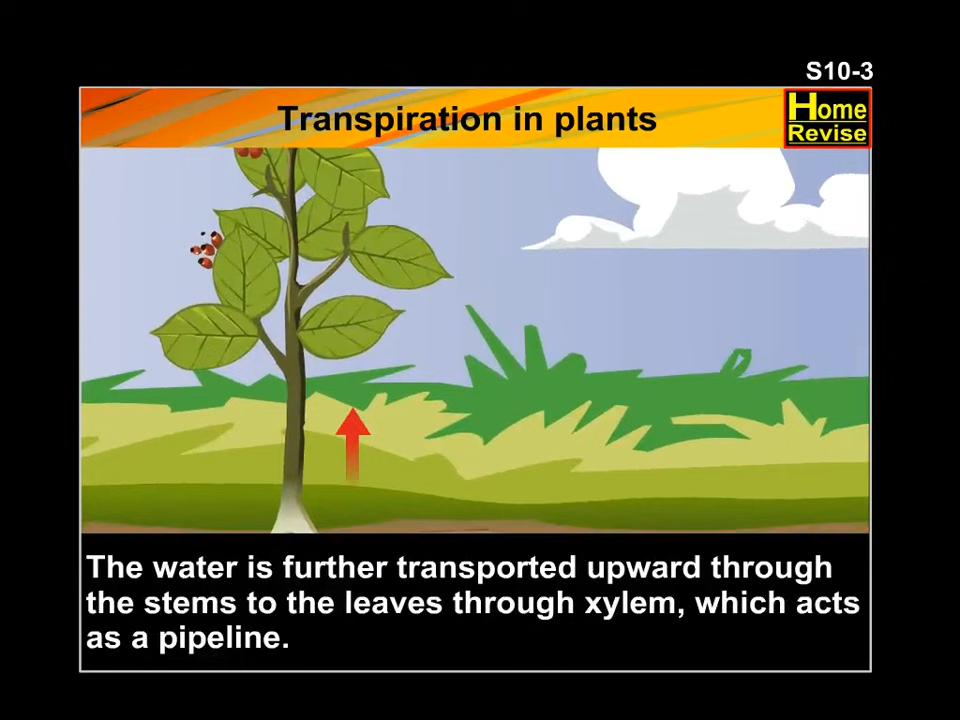 S10-3
Transpiration in plants
Home
Revise
The water is further transported upward through
the stems to the leaves through xylem, which acts
as a pipeline.